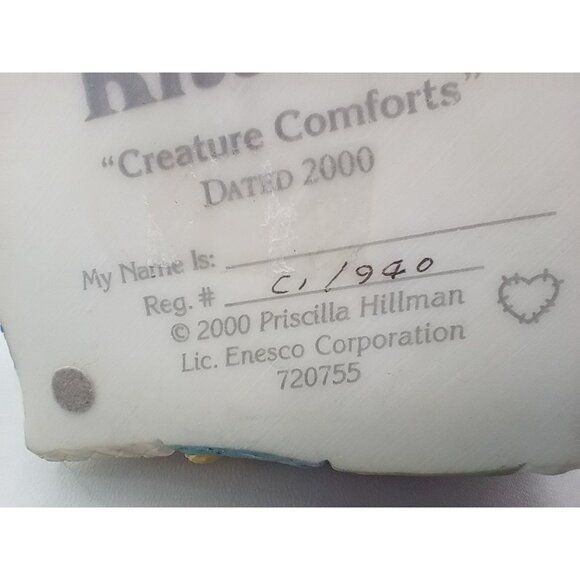 "Creature Comforts"
DATED 2000
My Name Is:
Reg. # C, 1940
© 2000 Priscilla Hillman
Lic. Enesco Corporation
720755